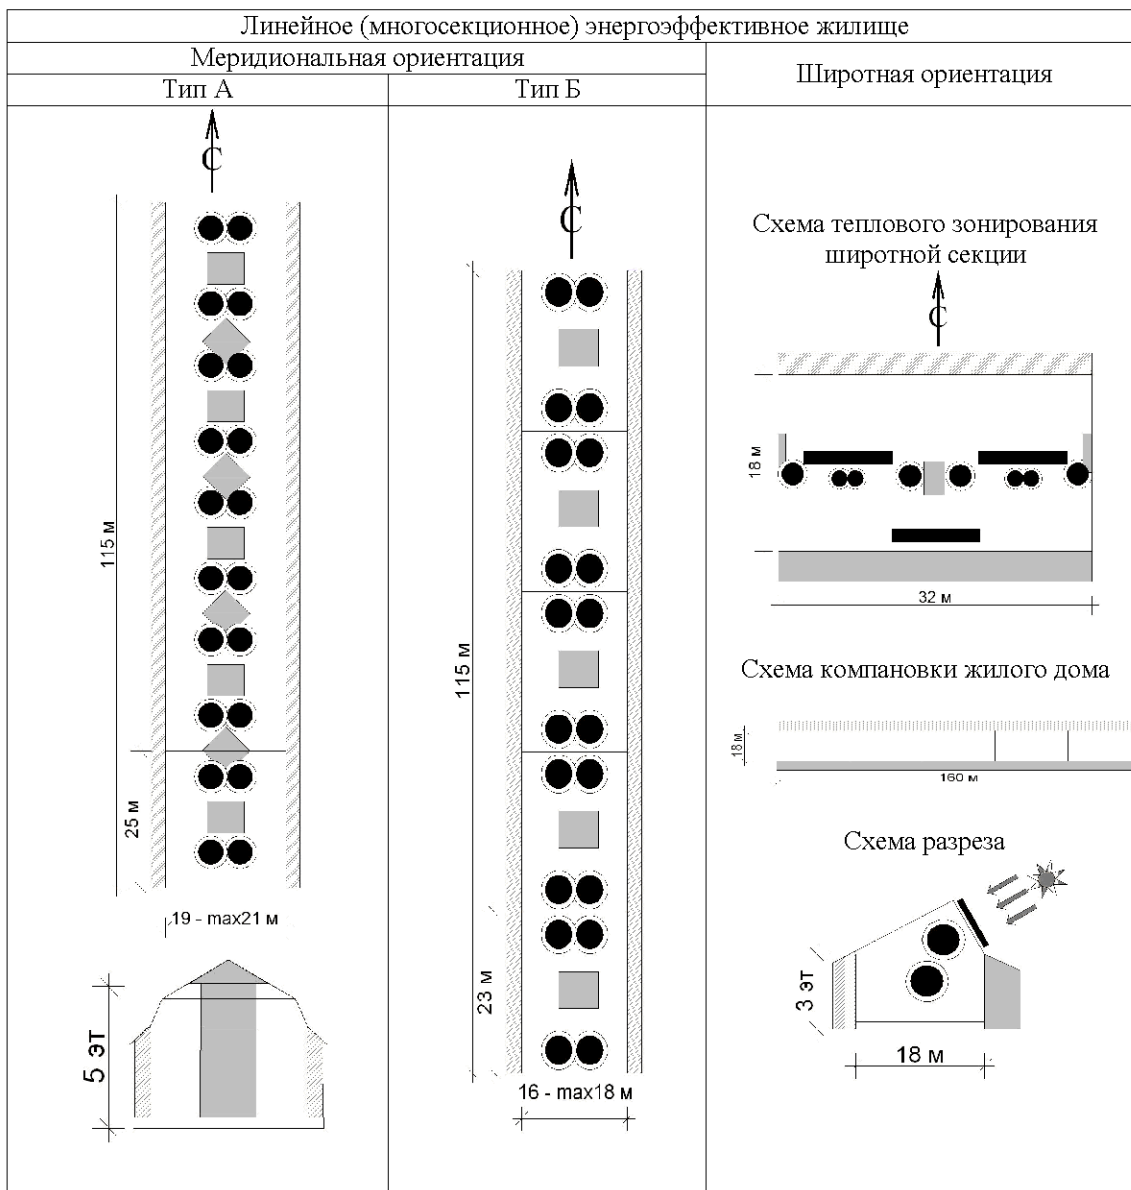 Линейное (многосекционное) энергоэффективное жилище
Меридиональная ориентация
Широтная ориентация
Тип А
Тип Б
С
115 м
25 м
19 - max21 м
5 эт
С
115 м
23 м
16 - max18 м
Схема теплового зонирования
широтной секции
С
18 м
32 м
Схема компановки жилого дома
18 м
160 м
Схема разреза
3 эт
18 м